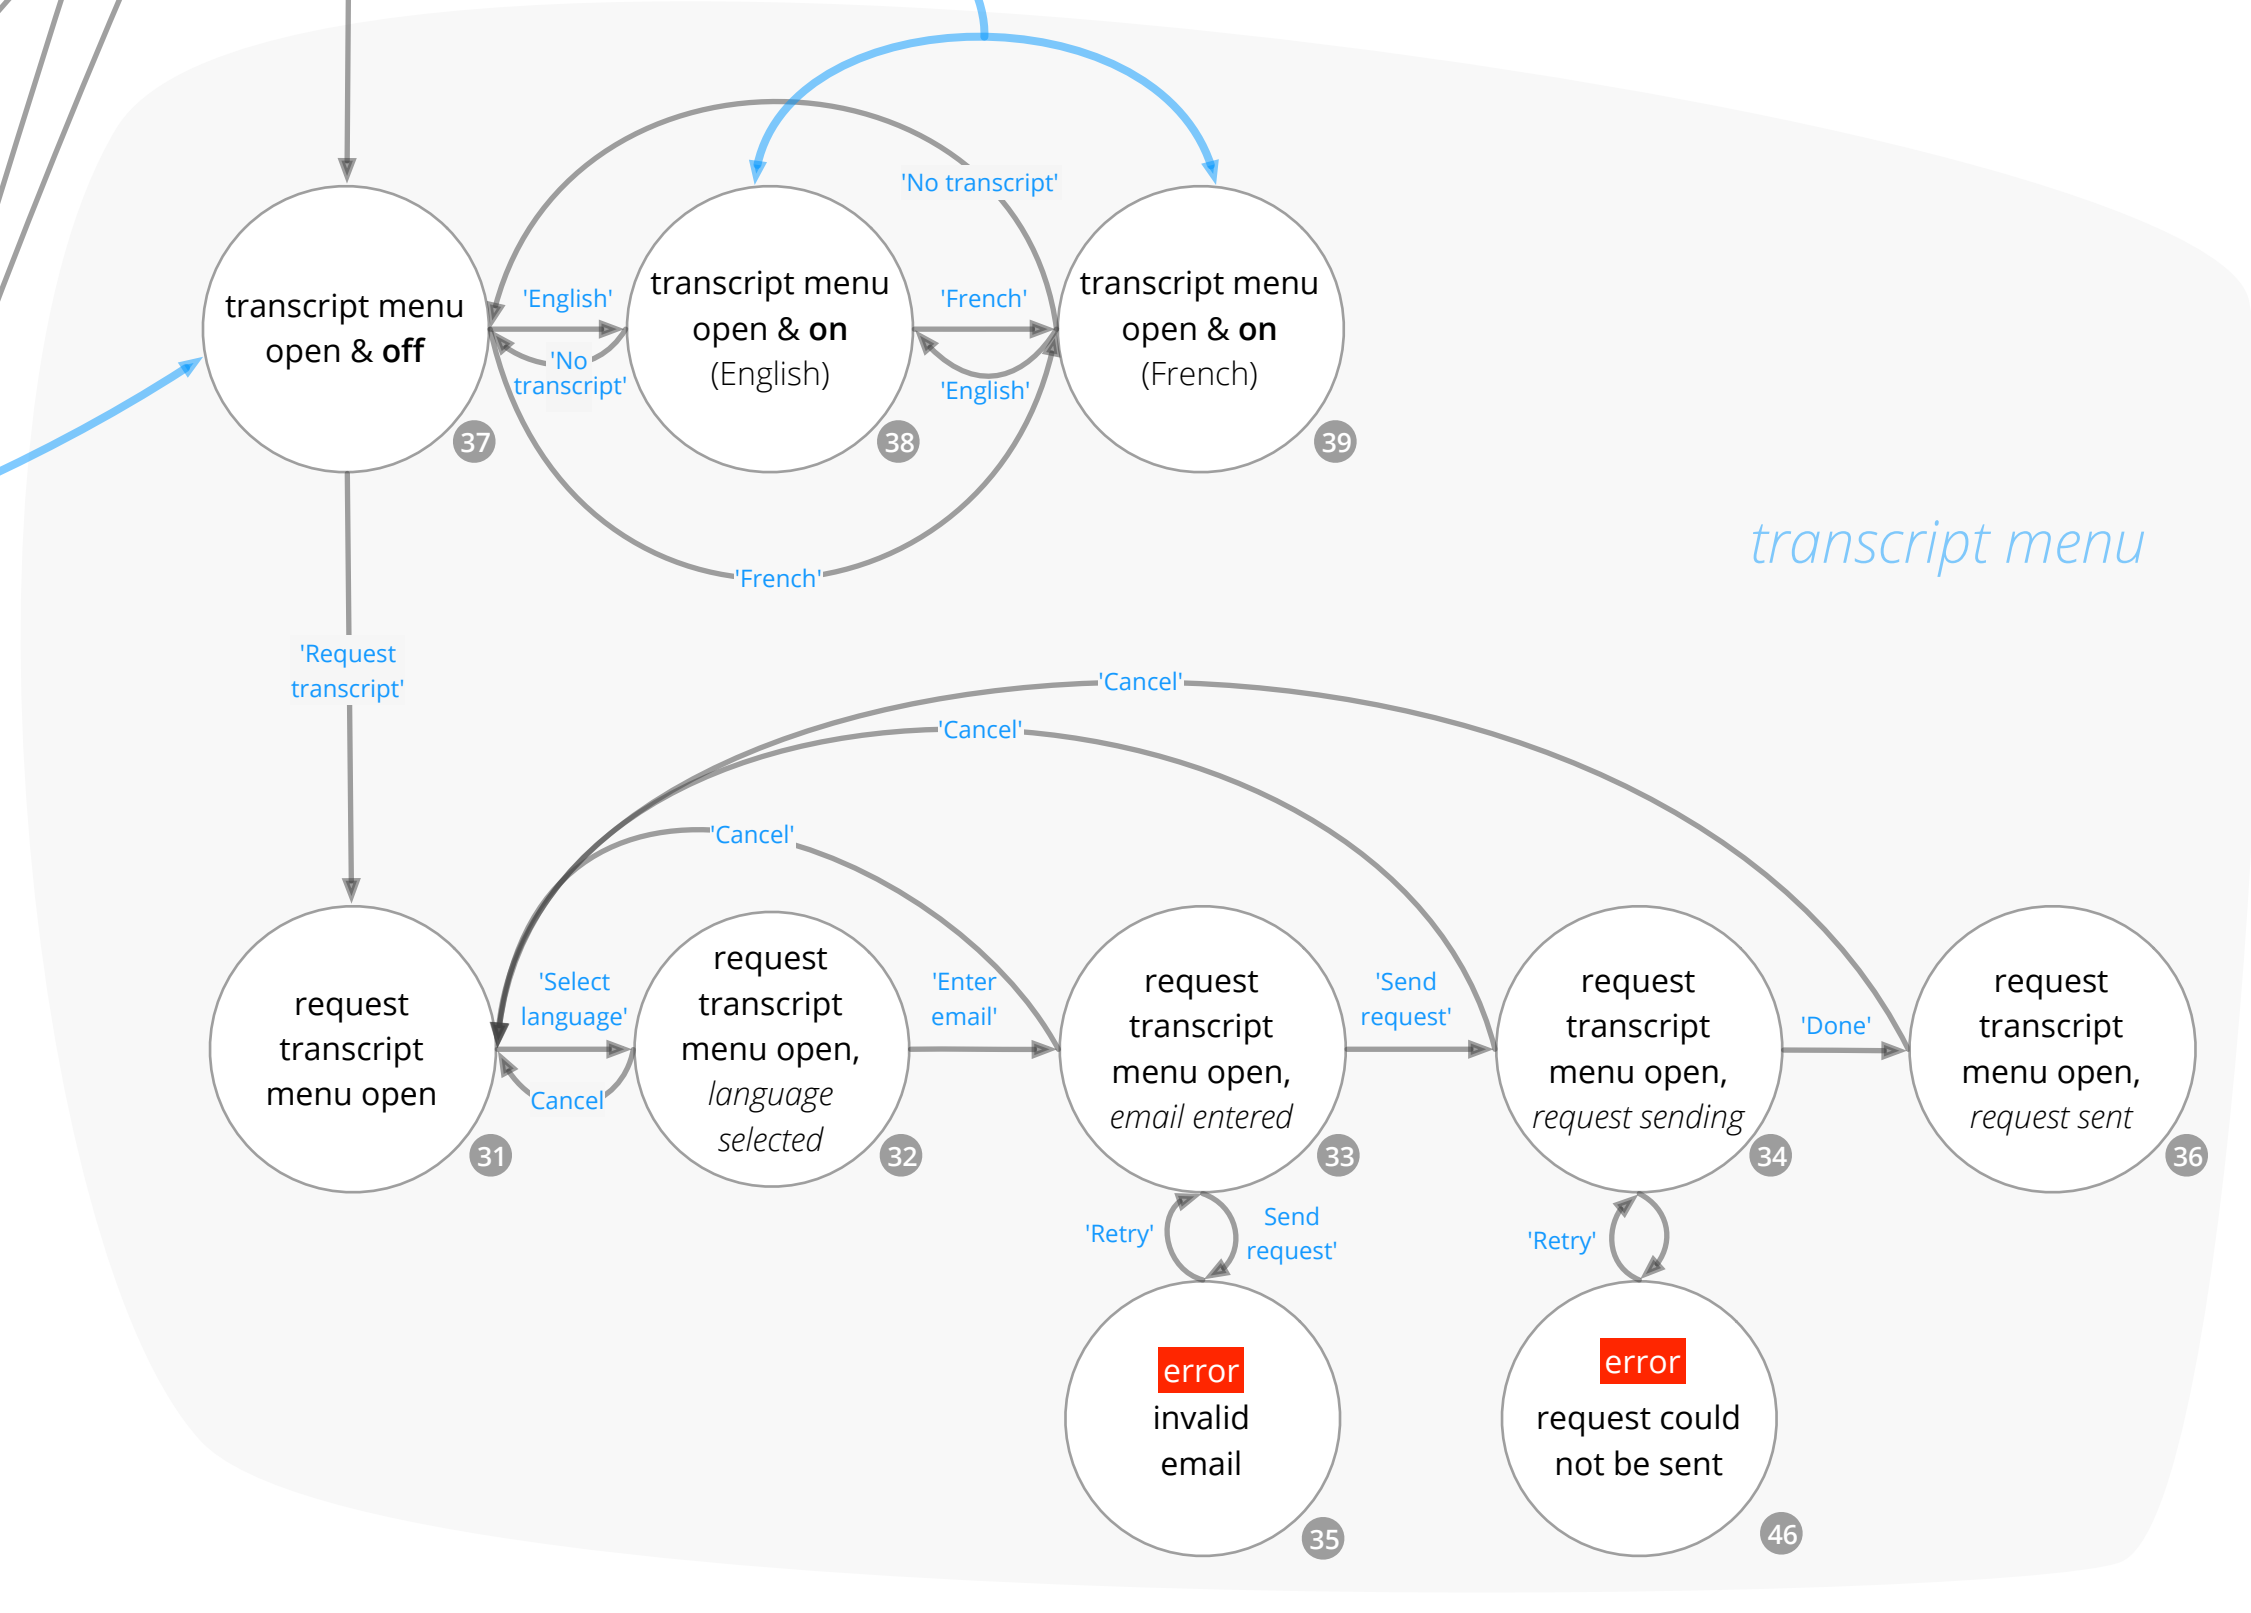 'No transcript'
transcript menu
open & off
37
'English'
'No
transcript'
transcript menu
open & on
(English)
38
'French'
'English'
transcript menu
open & on
(French)
39
'French'
transcript menu
'Request
transcript'
'Cancel'
'Cancel'
'Cancel'
request
transcript
menu open
31
'Select
language'
Cancel
request
transcript
menu open,
language
selected
32
'Enter
email'
request
transcript
menu open,
email entered
33
'Send
request'
request
transcript
menu open,
request sending
34
'Done'
request
transcript
menu open,
request sent
36
'Retry'
Send
request'
'Retry'
error
invalid
email
35
error
request could
not be sent
46